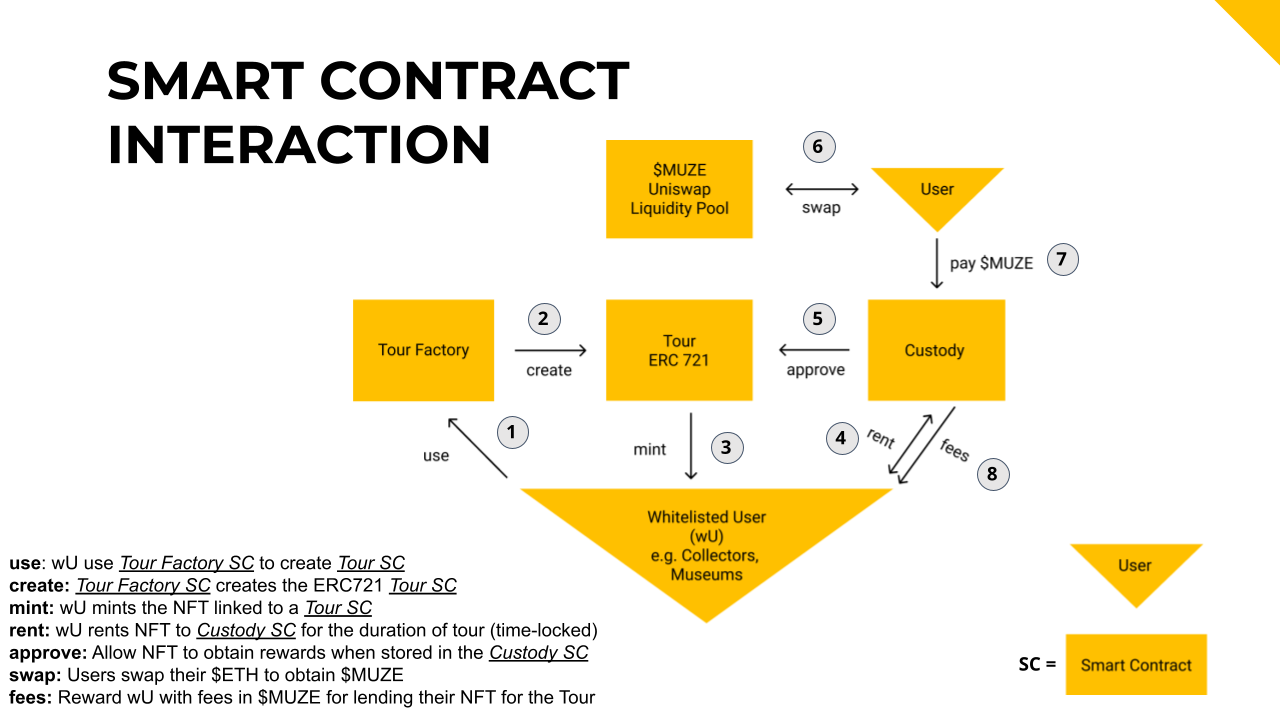 SMART CONTRACT
INTERACTION
6
$MUZE
Uniswap
Liquidity Pool
swap
User
pay $MUZE
7
Tour Factory
2
create
Tour
ERC 721
5
approve
Custody
use
1
mint
3
4
rent
fees
8
Whitelisted User
(wU)
e.g. Collectors,
Museums
use: wU use Tour Factory SC to create Tour SC
create: Tour Factory SC creates the ERC721 Tour SC
mint: wU mints the NFT linked to a Tour SC
rent: wU rents NFT to Custody SC for the duration of tour (time-locked)
approve: Allow NFT to obtain rewards when stored in the Custody SC
swap: Users swap their $ETH to obtain $MUZE
fees: Reward wU with fees in $MUZE for lending their NFT for the Tour
User
SC =
Smart Contract